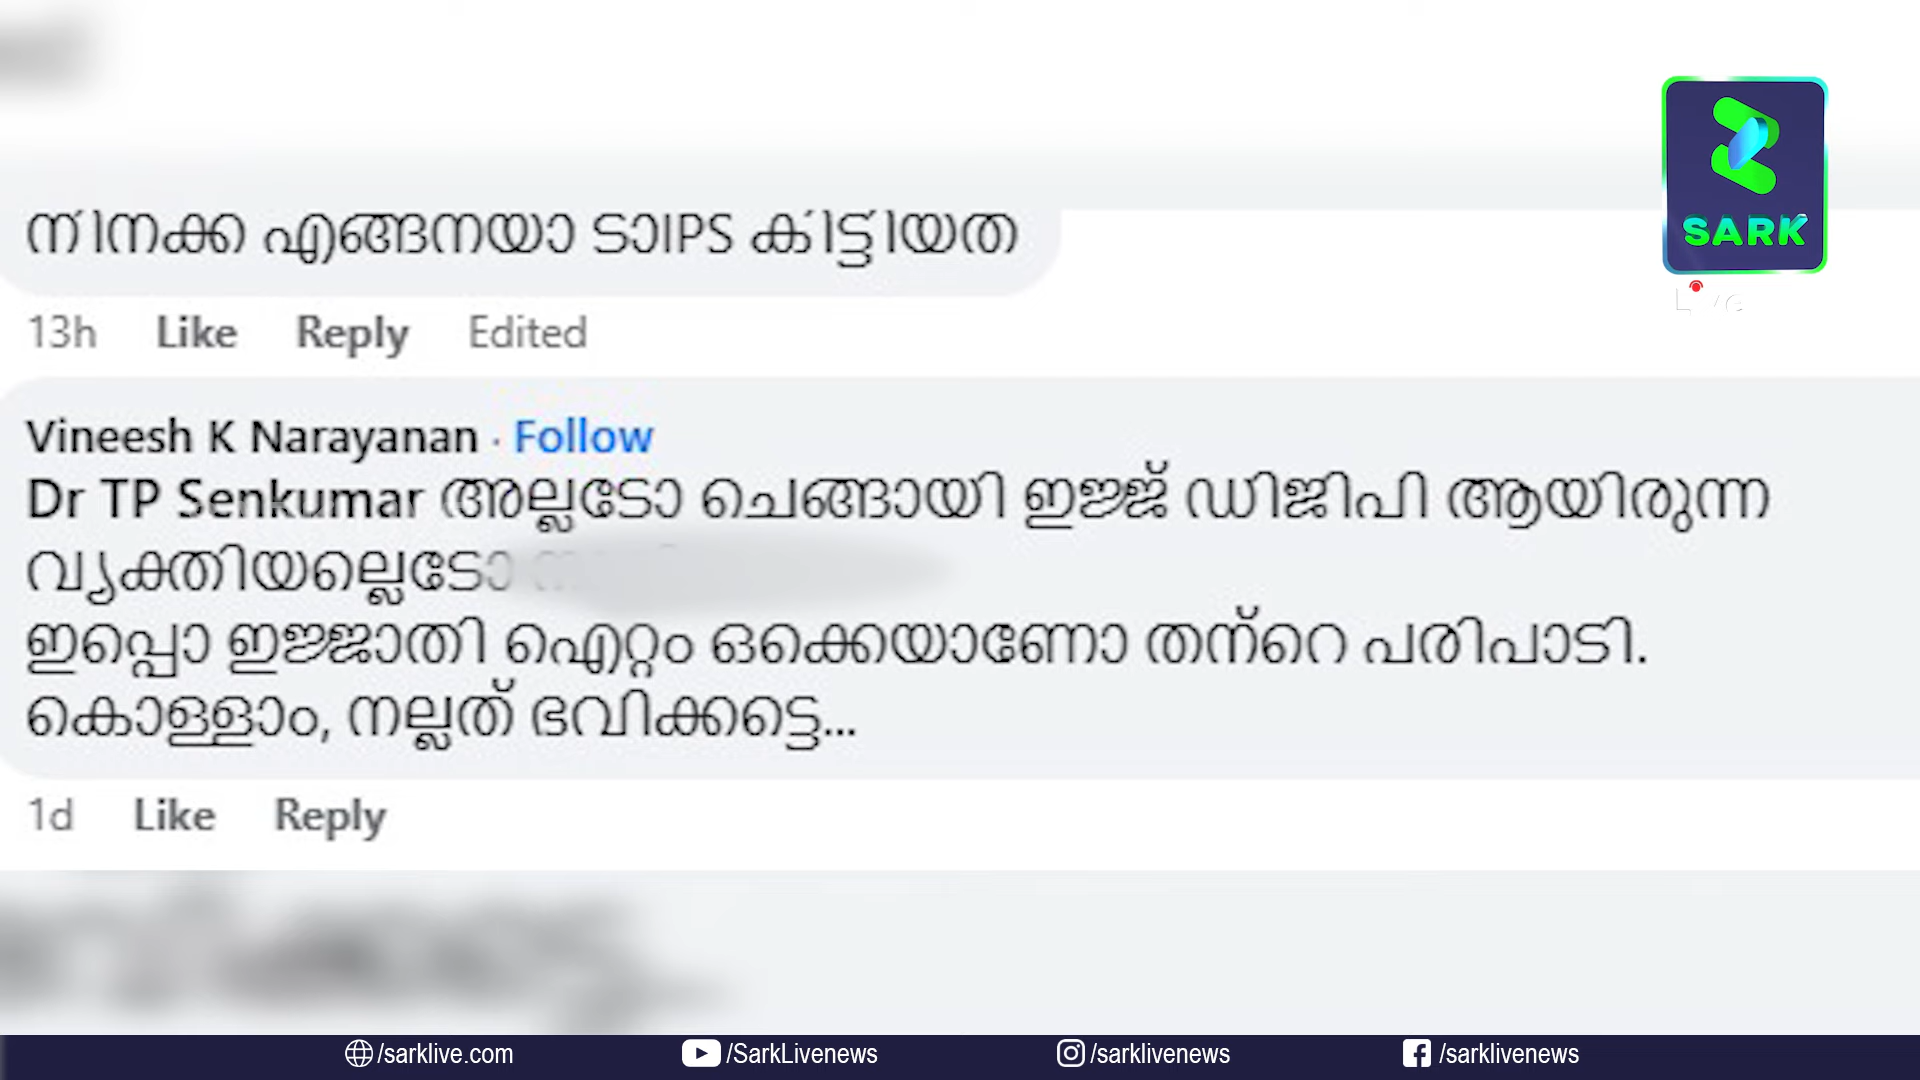 നിനക്ക എങ്ങനയാ ടാIPS കിട്ടിയത
13h Like Reply Edited
Vineesh K Narayanan · Follow
Dr TP Senkumar അല്ലടോ ചെങ്ങായി ഇജ്ജ് ഡിജിപി ആയിരുന്ന
വ്യക്തിയല്ലെടോ
ഇപ്പൊ ഇജ്ജാതി ഐറ്റം ഒക്കെയാണോ തന്റെ പരിപാടി.
കൊള്ളാം, നല്ലത് ഭവിക്കട്ടെ...
1d Like Reply
SARK
Live
/sarklive.com /SarkLivenews /sarklivenews /sarklivenews